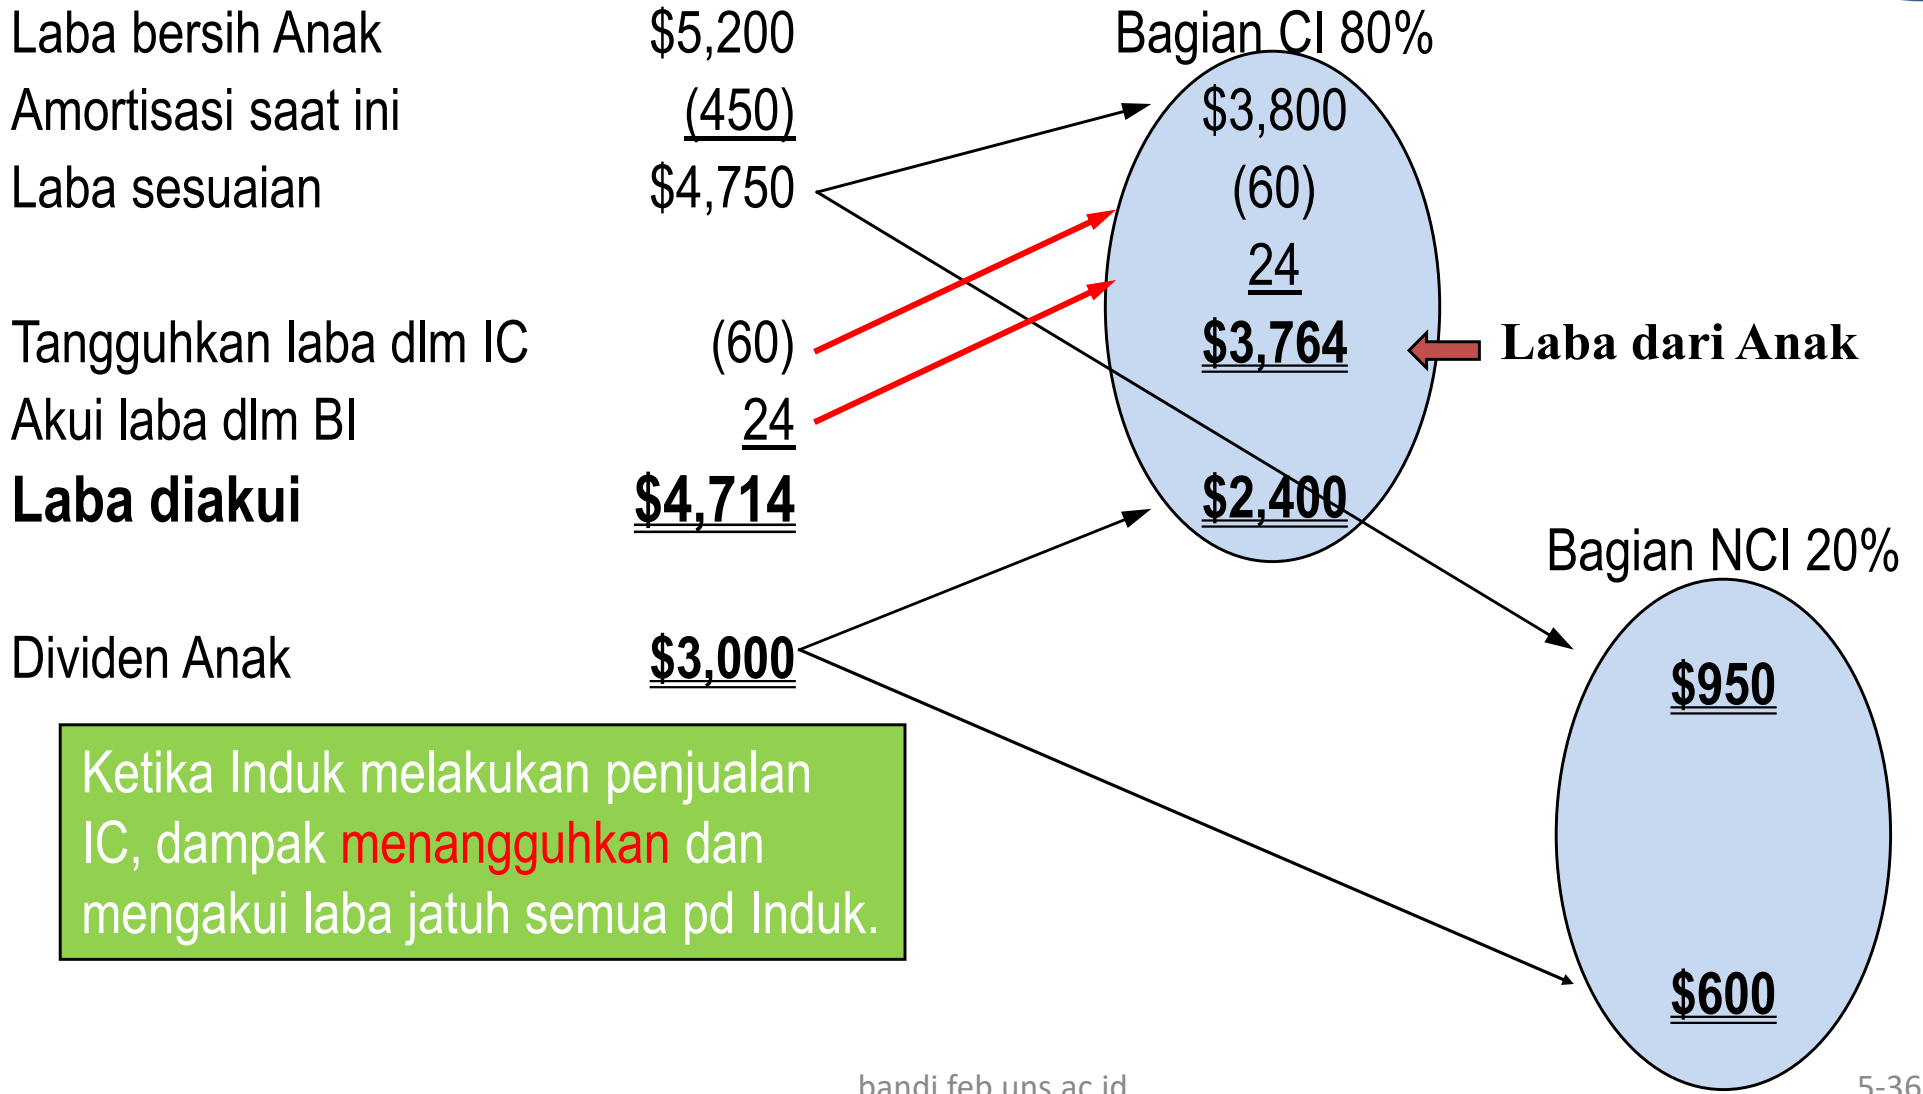 Laba bersih Anak $5,200 Bagian CI 80%
Amortisasi saat ini (450) $3,800
Laba sesuaian $4,750 (60)
24
Tangguhkan laba dlm IC (60) $3,764 Laba dari Anak
Akui laba dlm BI 24
Laba diakui $4,714 $2,400
Bagian NCI 20%
Dividen Anak $3,000 $950
Ketika Induk melakukan penjualan
IC, dampak menangguhkan dan
mengakui laba jatuh semua pd Induk.
$600
bandi.feb.uns.ac.id 5-36